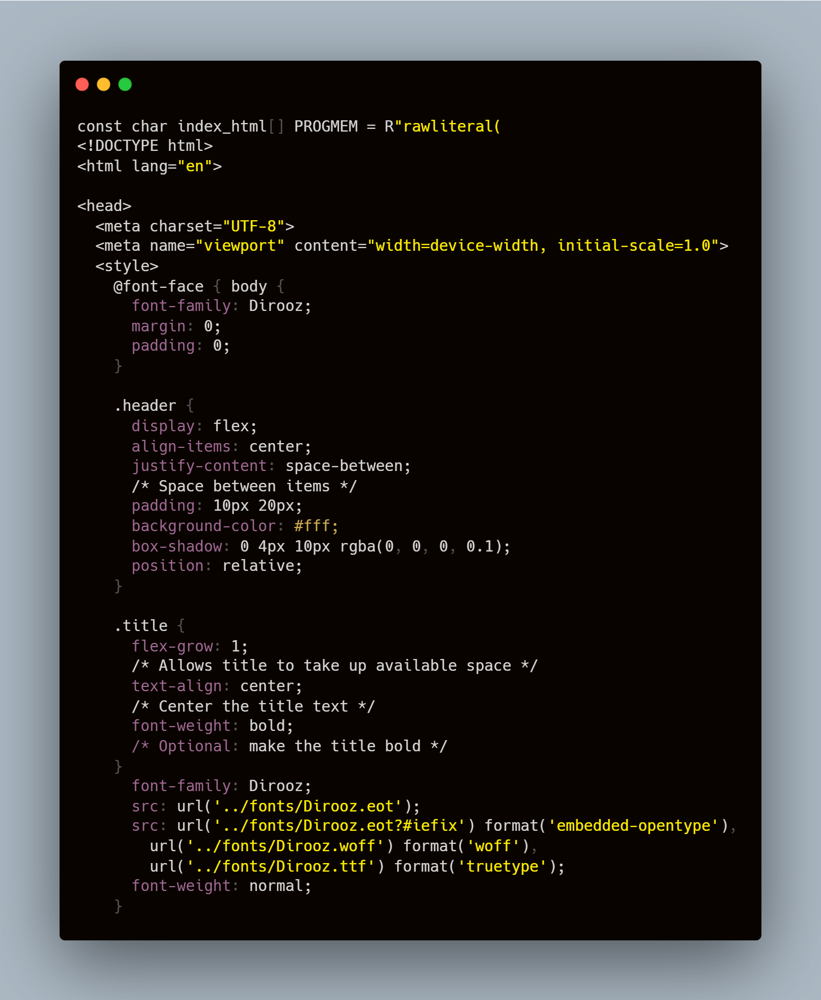 const char index_html[] PROGMEM = R"rawliteral(
<!DOCTYPE html>
<html lang="en">

<head>
  <meta charset="UTF-8">
  <meta name="viewport" content="width=device-width, initial-scale=1.0">
  <style>
    @font-face { body {
      font-family: Dirooz;
      margin: 0;
      padding: 0;
    }

    .header {
      display: flex;
      align-items: center;
      justify-content: space-between;
      /* Space between items */
      padding: 10px 20px;
      background-color: #fff;
      box-shadow: 0 4px 10px rgba(0, 0, 0, 0.1);
      position: relative;
    }

    .title {
      flex-grow: 1;
      /* Allows title to take up available space */
      text-align: center;
      /* Center the title text */
      font-weight: bold;
      /* Optional: make the title bold */
    }
      font-family: Dirooz;
      src: url('../fonts/Dirooz.eot');
      src: url('../fonts/Dirooz.eot?#iefix') format('embedded-opentype'),
        url('../fonts/Dirooz.woff') format('woff'),
        url('../fonts/Dirooz.ttf') format('truetype');
      font-weight: normal;
    }